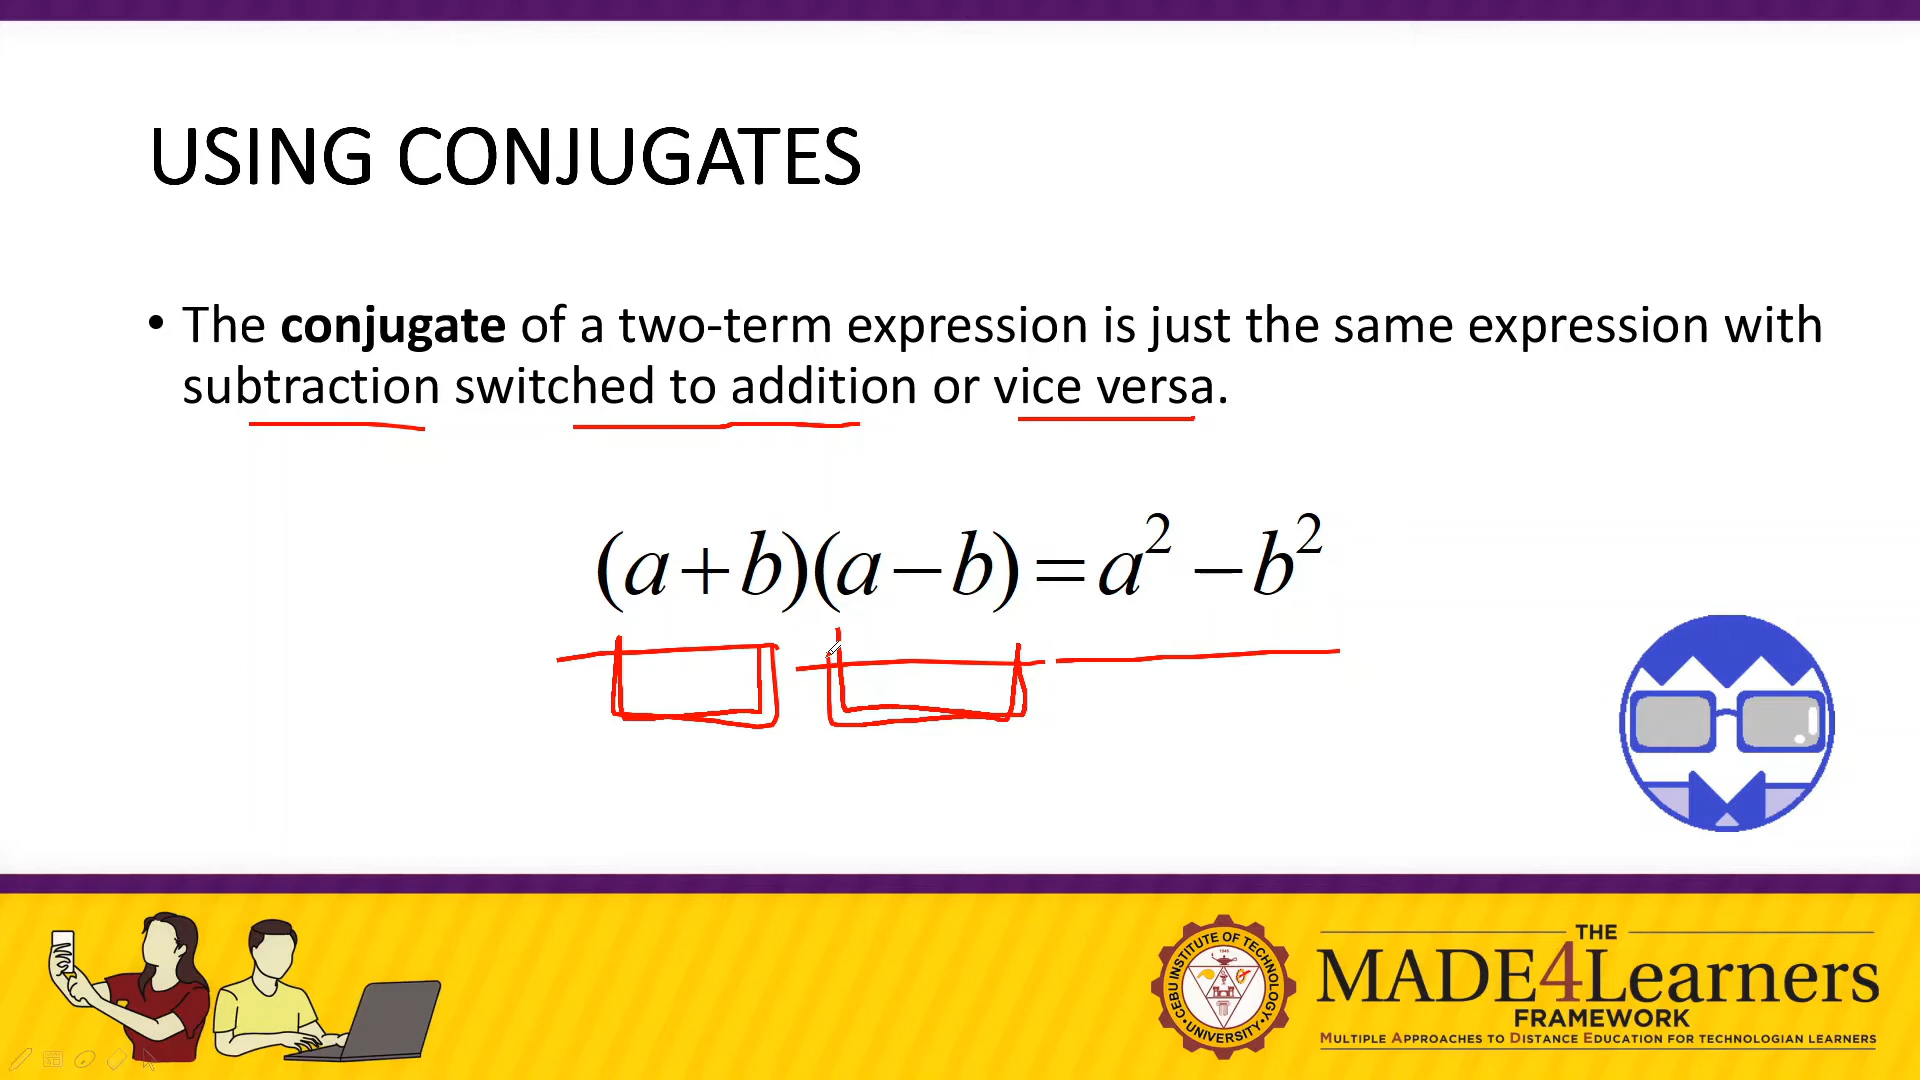 USING CONJUGATES
• The conjugate of a two-term expression is just the same expression with
subtraction switched to addition or vice versa.
(a+b)(a−b)=a²−b²
CEBU INSTITUTE OF TECHNOLOGY
• UNIVERSITY •
1946
THE
MADE4Learners
FRAMEWORK
MULTIPLE APPROACHES TO DISTANCE EDUCATION FOR TECHNOLOGIAN LEARNERS